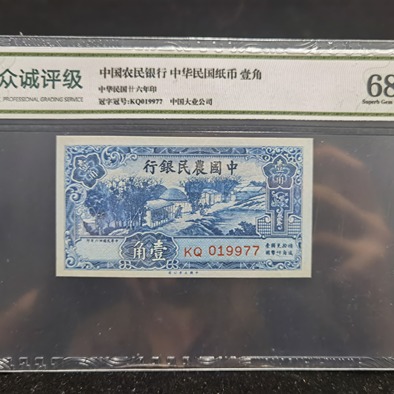 众诚评级
PROFESSIONAL GRADING SERVICE
中国农民银行 中华民国纸币 壹角
中华民国廿六年印
冠字冠号:KQ019977 中国大业公司
68
Superb Gem
行銀民農國中
角壹
KQ 019977